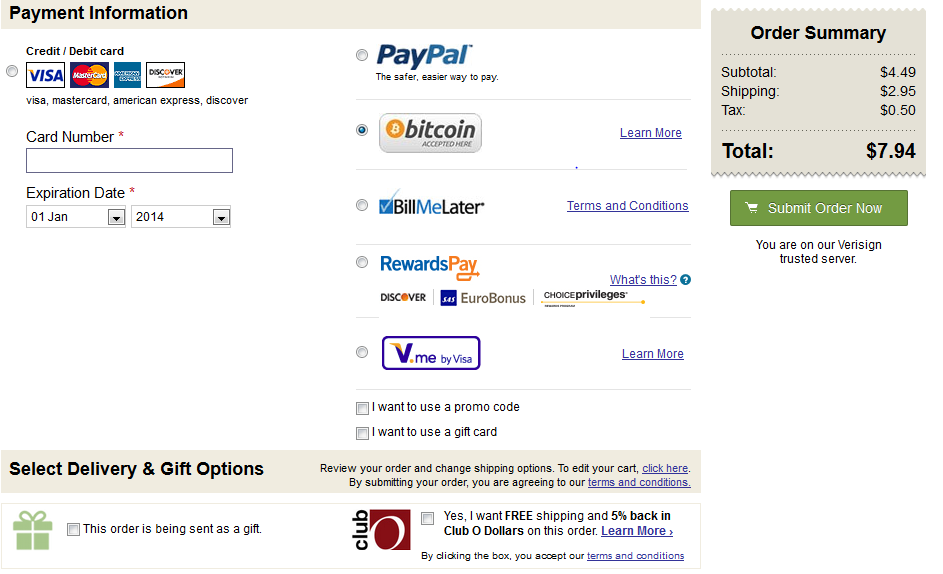 Payment Information
Credit / Debit card
VISA MasterCard AMERICAN EXPRESS DISCOVER
visa, mastercard, american express, discover
Card Number *
Expiration Date *
01 Jan 2014
PayPal™
The safer, easier way to pay.
bitcoin
ACCEPTED HERE
Learn More
BillMeLater
Terms and Conditions
RewardsPay
What's this? ?
DISCOVER SAS EuroBonus CHOICEprivileges
REWARDS PROGRAM
V.me by Visa
Learn More
I want to use a promo code
I want to use a gift card
Order Summary
Subtotal: $4.49
Shipping: $2.95
Tax: $0.50
Total: $7.94
Submit Order Now
You are on our Verisign
trusted server.
Select Delivery & Gift Options
Review your order and change shipping options. To edit your cart, click here.
By submitting your order, you are agreeing to our terms and conditions.
This order is being sent as a gift.
club O
Yes, I want FREE shipping and 5% back in
Club O Dollars on this order. Learn More ›
By clicking the box, you accept our terms and conditions